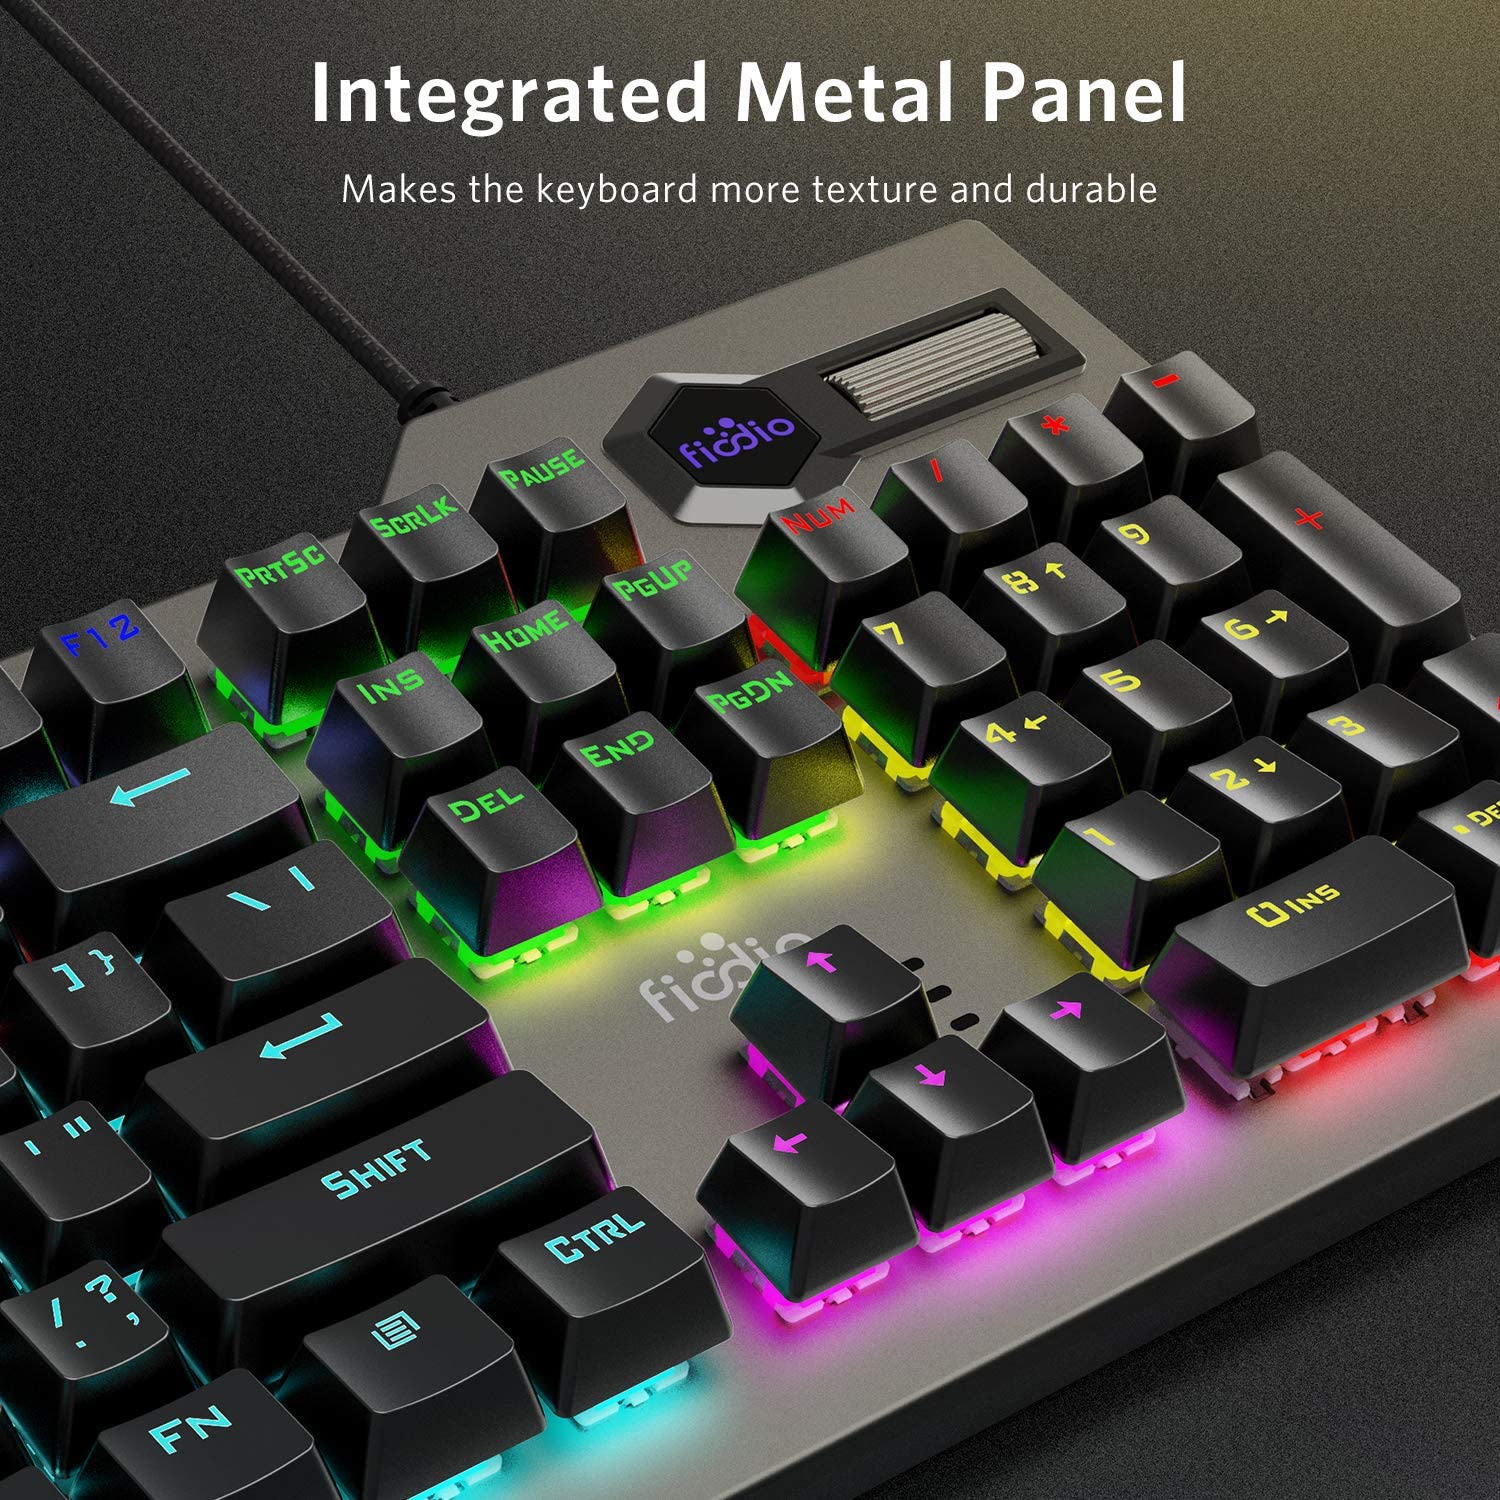 Integrated Metal Panel
Makes the keyboard more texture and durable
fiodio
PAUSE
SCRLK
PRTSC
F12
NUM
/
*
-
+
PGUP
HOME
INS
PGDN
END
DEL
7
8 ↑
9
4 ←
5
6 →
1
2 ↓
3
0 INS
. DE
←
\ |
] }
↵
' "
SHIFT
/ ?
. ,
CTRL
FN
fiodio
↑
←
↓
→